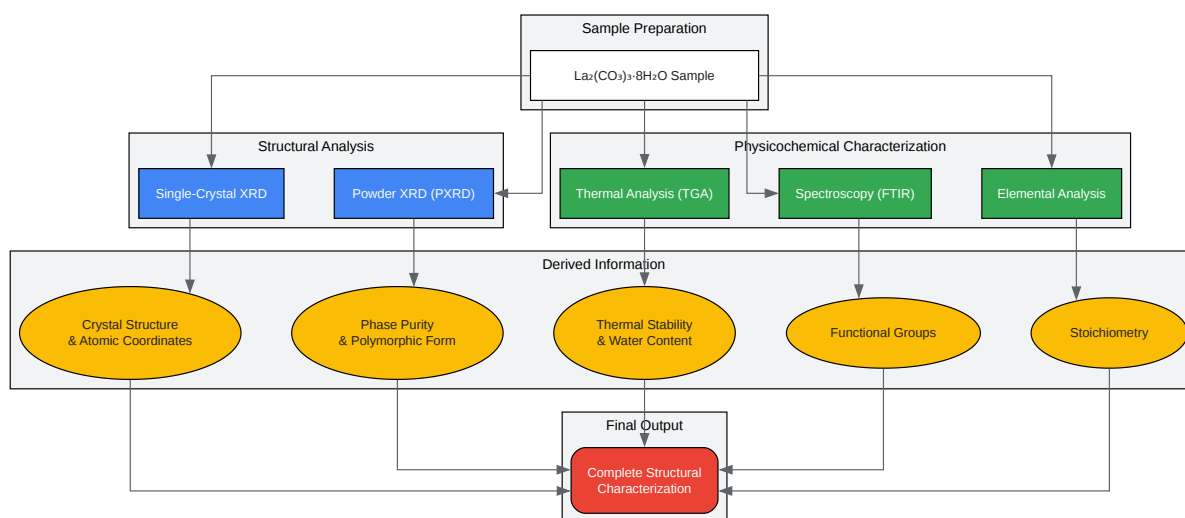 Sample Preparation
La₂(CO₃)₃·8H₂O Sample
Structural Analysis
Physicochemical Characterization
Single-Crystal XRD
Powder XRD (PXRD)
Thermal Analysis (TGA)
Spectroscopy (FTIR)
Elemental Analysis
Derived Information
Crystal Structure
& Atomic Coordinates
Phase Purity
& Polymorphic Form
Thermal Stability
& Water Content
Functional Groups
Stoichiometry
Final Output
Complete Structural
Characterization